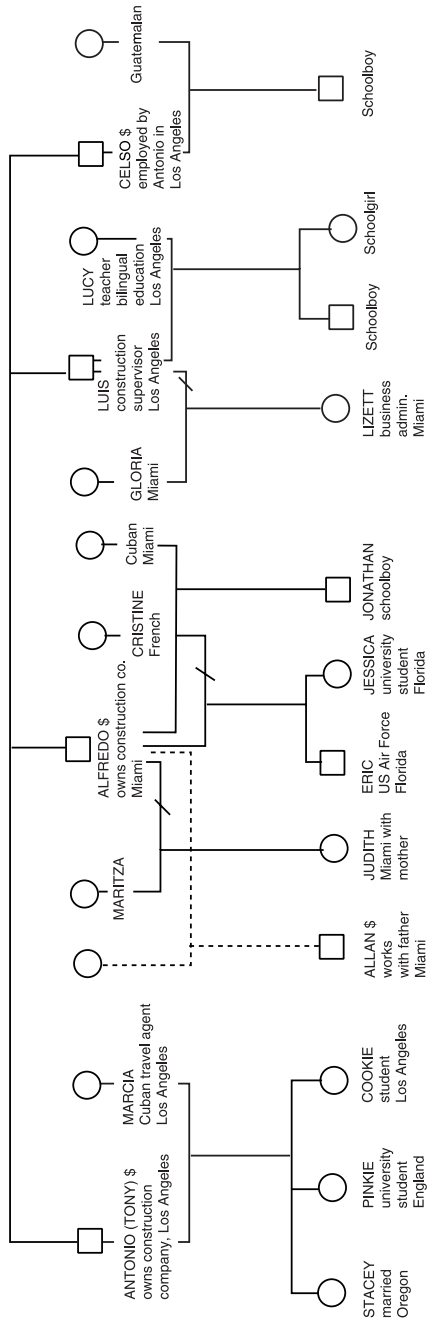 ANTONIO (TONY) $
owns construction
company, Los Angeles
MARCIA
Cuban travel agent
Los Angeles
MARITZA
ALFREDO $
owns construction co.
Miami
CRISTINE
French
Cuban
Miami
GLORIA
Miami
LUIS
construction
supervisor
Los Angeles
LUCY
teacher
bilingual
education
Los Angeles
CELSO $
employed by
Antonio in
Los Angeles
Guatemalan
STACEY
married
Oregon
PINKIE
university
student
England
COOKIE
student
Los Angeles
ALLAN $
works
with father
Miami
JUDITH
Miami with
mother
ERIC
US Air Force
Florida
JESSICA
university
student
Florida
JONATHAN
schoolboy
LIZETT
business
admin.
Miami
Schoolboy
Schoolgirl
Schoolboy